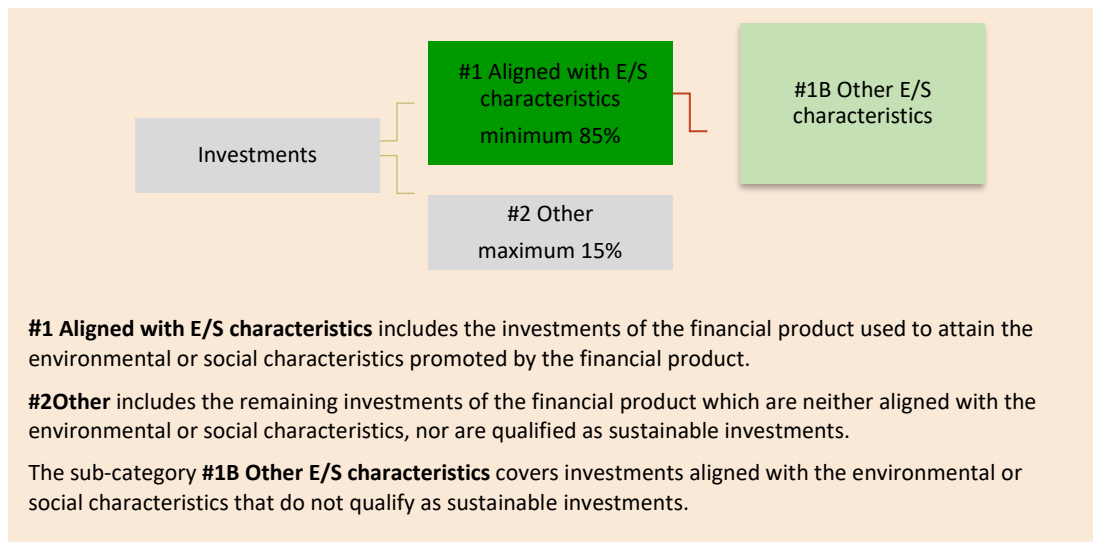 #1 Aligned with E/S
characteristics
minimum 85%
#1B Other E/S
characteristics
Investments
#2 Other
maximum 15%
#1 Aligned with E/S characteristics includes the investments of the financial product used to attain the
environmental or social characteristics promoted by the financial product.
#2Other includes the remaining investments of the financial product which are neither aligned with the
environmental or social characteristics, nor are qualified as sustainable investments.
The sub-category #1B Other E/S characteristics covers investments aligned with the environmental or
social characteristics that do not qualify as sustainable investments.